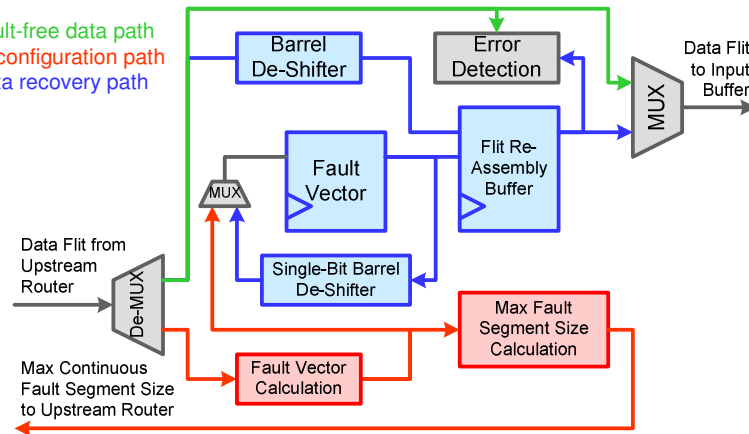 configuration path
recovery path
Barrel
De-Shifter
Error
Detection
Data Flit
to Input
Buffer
MUX
Fault
Vector
Flit Re-
Assembly
Buffer
MUX
Data Flit from
Upstream
Router
De-MUX
Single-Bit Barrel
De-Shifter
Max Fault
Segment Size
Calculation
Fault Vector
Calculation
Max Continuous
Fault Segment Size
to Upstream Router
ult-free data path